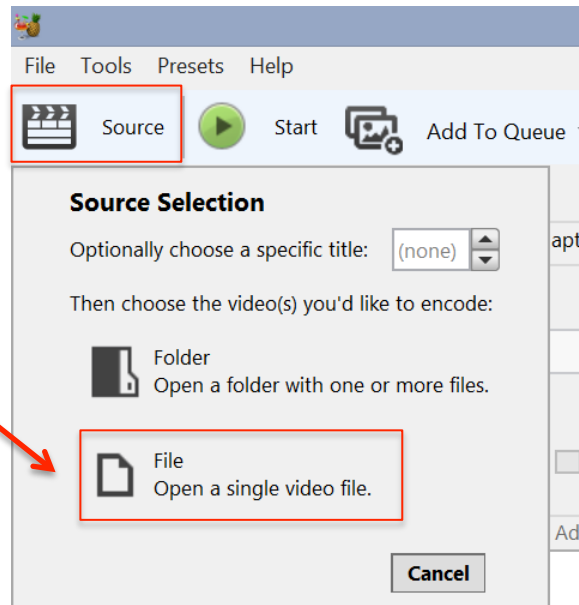 File Tools Presets Help
Source Start Add To Queue
Source Selection
Optionally choose a specific title: (none)
Then choose the video(s) you'd like to encode:
Folder
Open a folder with one or more files.
File
Open a single video file.
Cancel